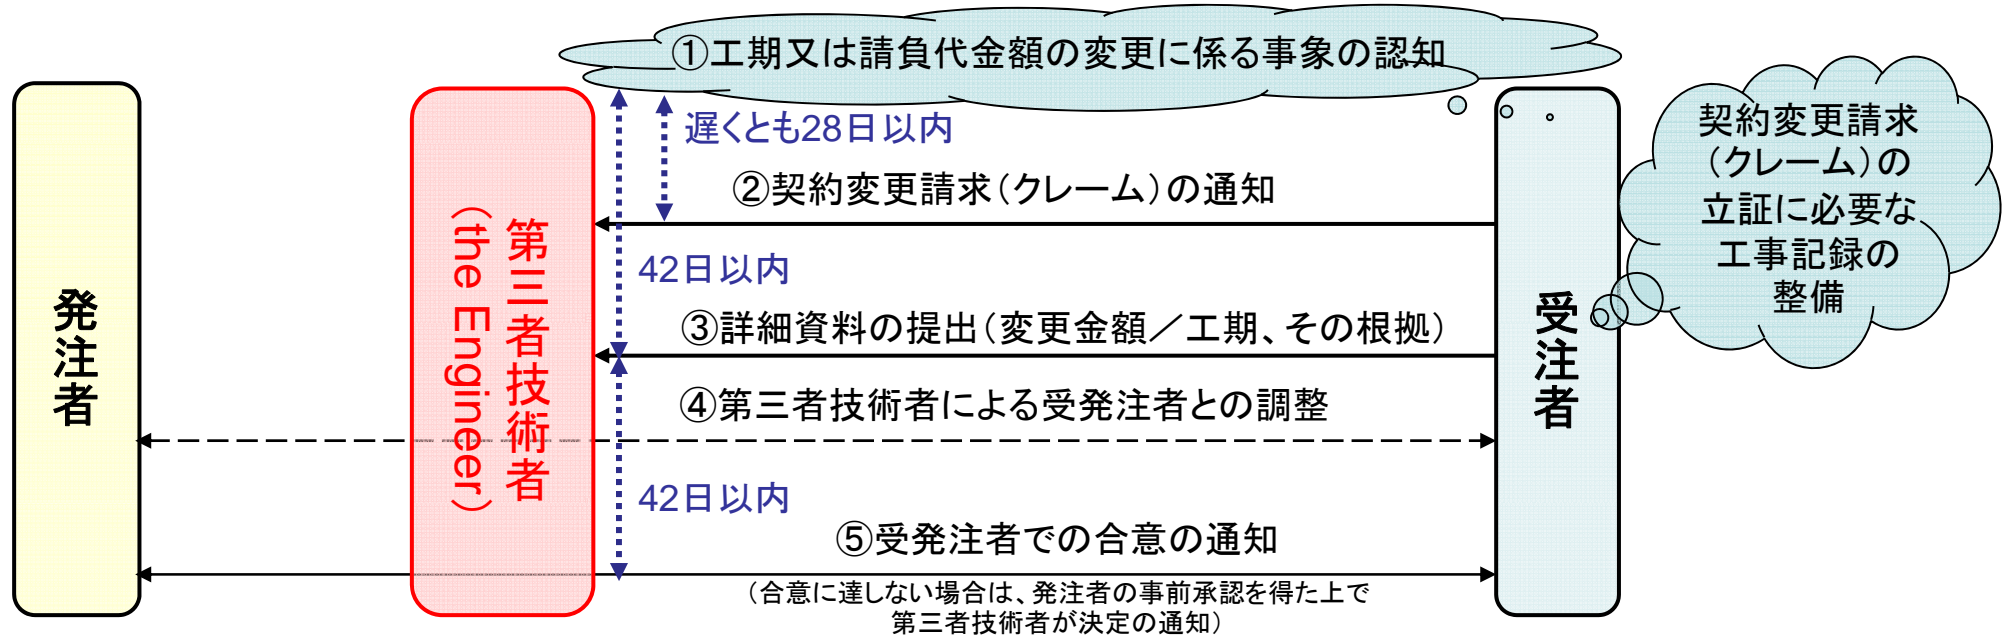 ①工期又は請負代金額の変更に係る事象の認知
遅くとも28日以内
②契約変更請求（クレーム）の通知
42日以内
③詳細資料の提出（変更金額／工期、その根拠）
④第三者技術者による受発注者との調整
42日以内
⑤受発注者での合意の通知
（合意に達しない場合は、発注者の事前承認を得た上で
第三者技術者が決定の通知）
発注者
第三者技術者
（the Engineer）
受注者
契約変更請求
（クレーム）の
立証に必要な
工事記録の
整備